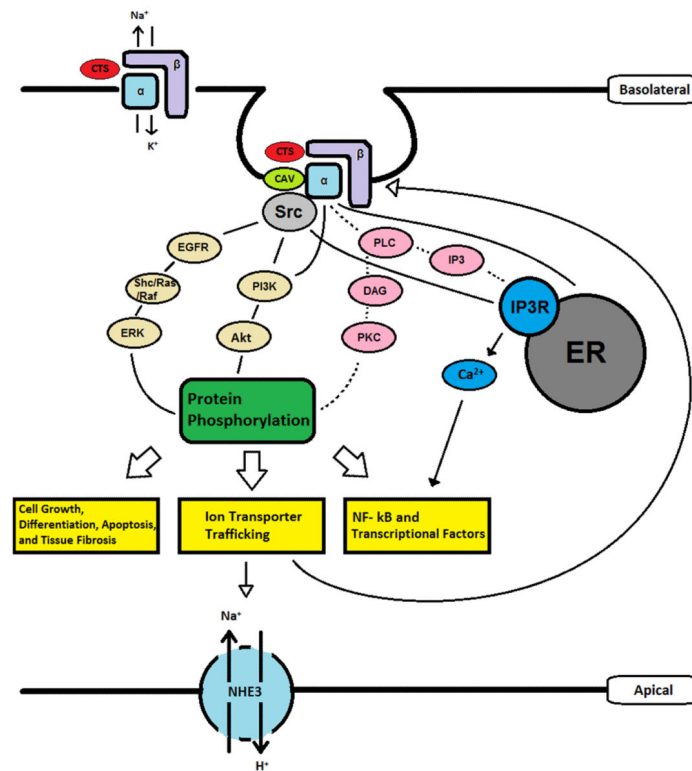 Na⁺
CTS
β
α
K⁺
Basolateral
CTS
β
CAV
α
Src
EGFR
PLC
IP3
Shc/Ras
/Raf
PI3K
DAG
IP3R
ERK
Akt
PKC
ER
Ca²⁺
Protein
Phosphorylation
Cell Growth,
Differentiation, Apoptosis,
and Tissue Fibrosis
Ion Transporter
Trafficking
NF- kB and
Transcriptional Factors
Na⁺
NHE3
Apical
H⁺